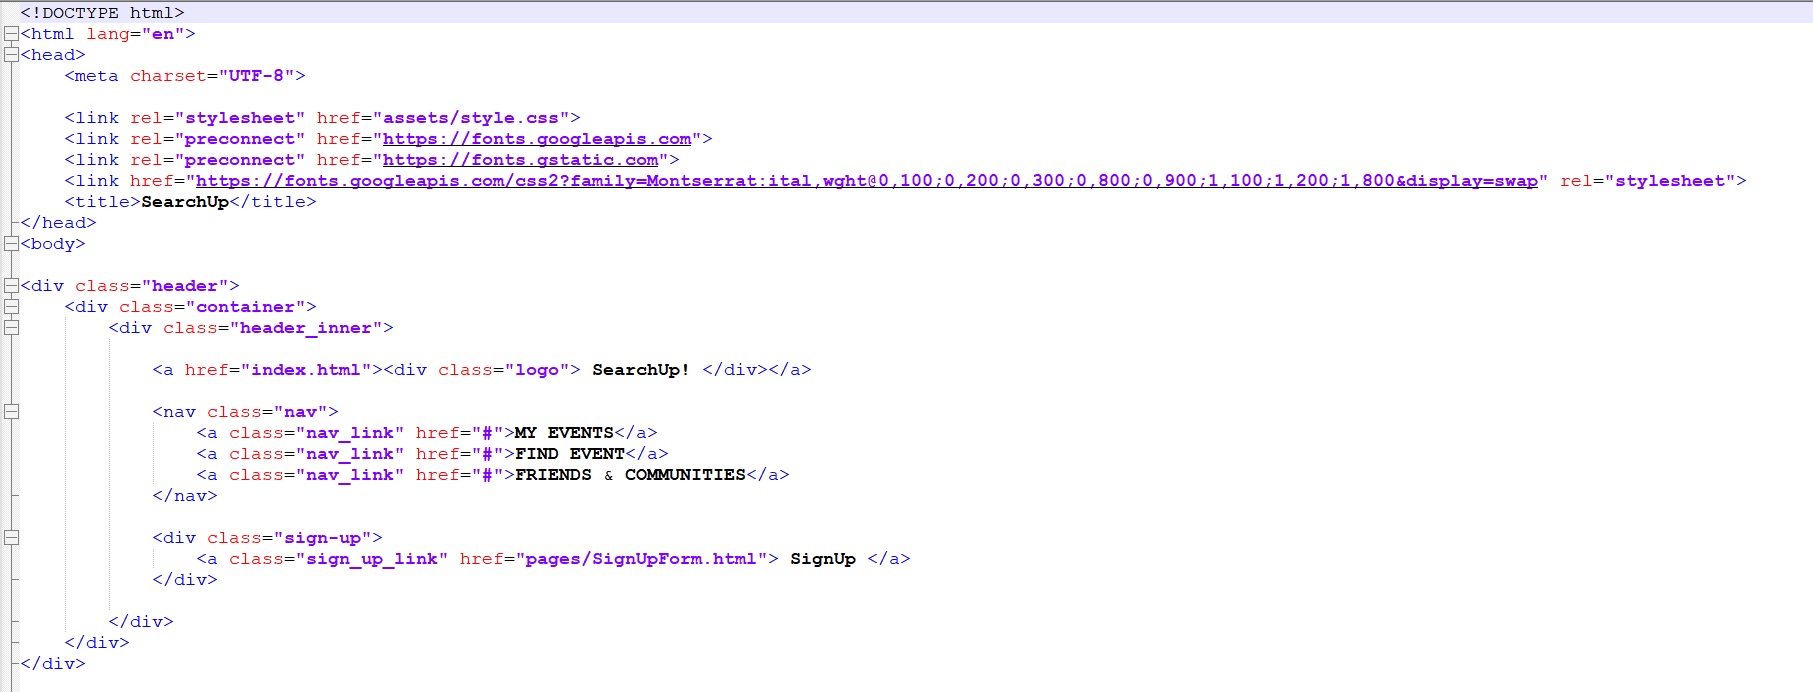 <!DOCTYPE html>
<html lang="en">
<head>
    <meta charset="UTF-8">

    <link rel="stylesheet" href="assets/style.css">
    <link rel="preconnect" href="https://fonts.googleapis.com">
    <link rel="preconnect" href="https://fonts.gstatic.com">
    <link href="https://fonts.googleapis.com/css2?family=Montserrat:ital,wght@0,100;0,200;0,300;0,800;0,900;1,100;1,200;1,800&display=swap" rel="stylesheet">
    <title>SearchUp</title>
</head>
<body>

<div class="header">
    <div class="container">
        <div class="header_inner">

            <a href="index.html"><div class="logo"> SearchUp! </div></a>

            <nav class="nav">
                <a class="nav_link" href="#">MY EVENTS</a>
                <a class="nav_link" href="#">FIND EVENT</a>
                <a class="nav_link" href="#">FRIENDS & COMMUNITIES</a>
            </nav>

            <div class="sign-up">
                <a class="sign_up_link" href="pages/SignUpForm.html"> SignUp </a>
            </div>

        </div>
    </div>
</div>